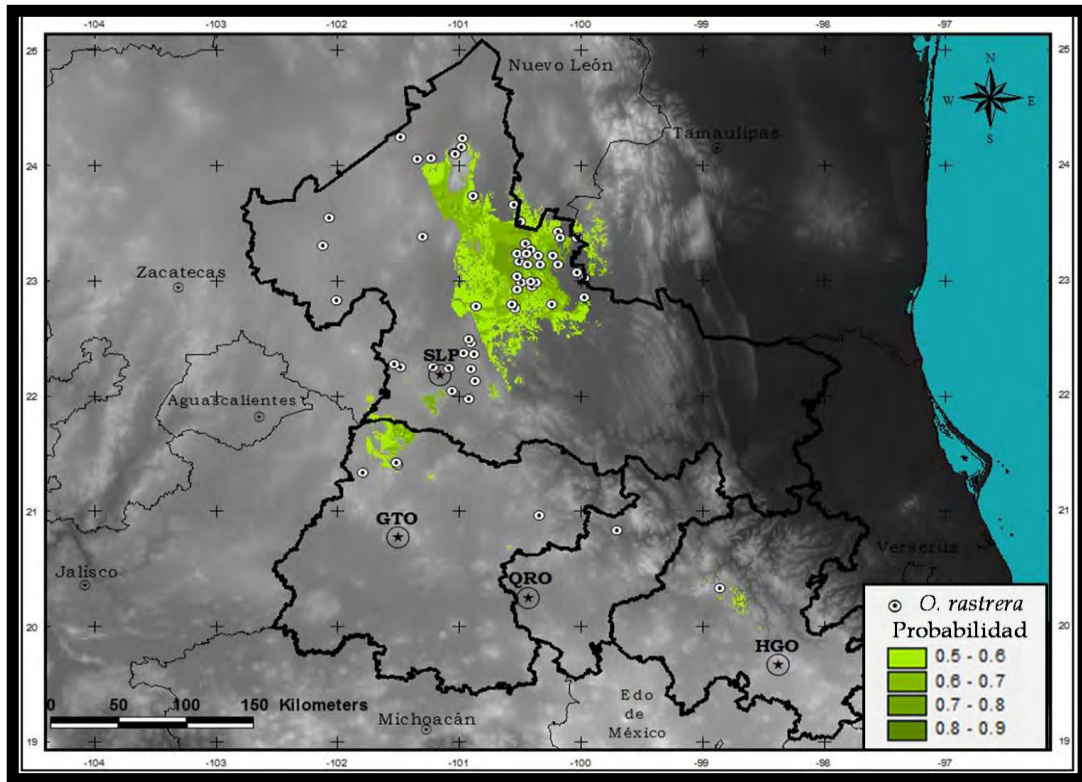 -104 -103 -102 -101 -100 -99 -98 -97
25 25
Nuevo León
N
W E
S
Tamaulipas
24 24
23 23
Zacatecas
SLP
22 22
Aguascalientes
21 21
GTO
Veracruz
Jalisco
QRO
20 20
HGO
0 50 100 150 Kilometers
Michoacán
Edo
de
México
19 19
O. rastrera
Probabilidad
0.5 - 0.6
0.6 - 0.7
0.7 - 0.8
0.8 - 0.9
-104 -103 -102 -101 -100 -99 -98 -97